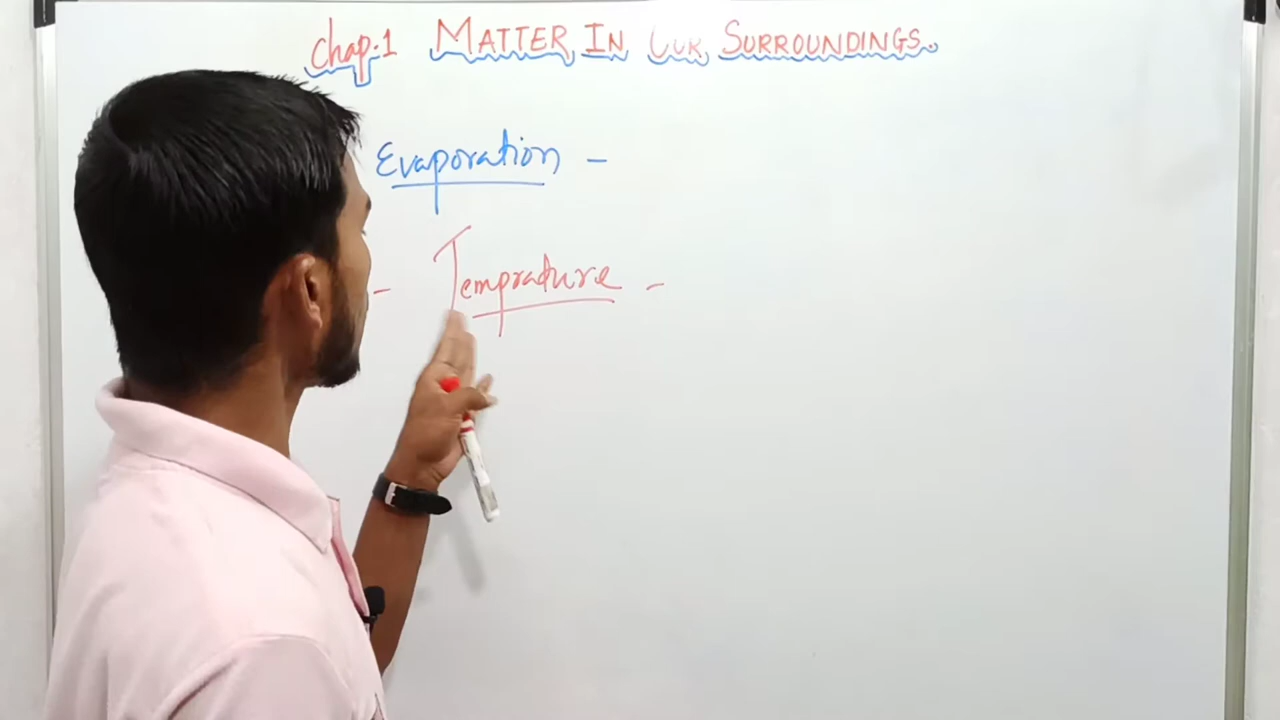 Chap. 1 MATTER IN OUR SURROUNDINGS.
Evaporation -
- Temprature -